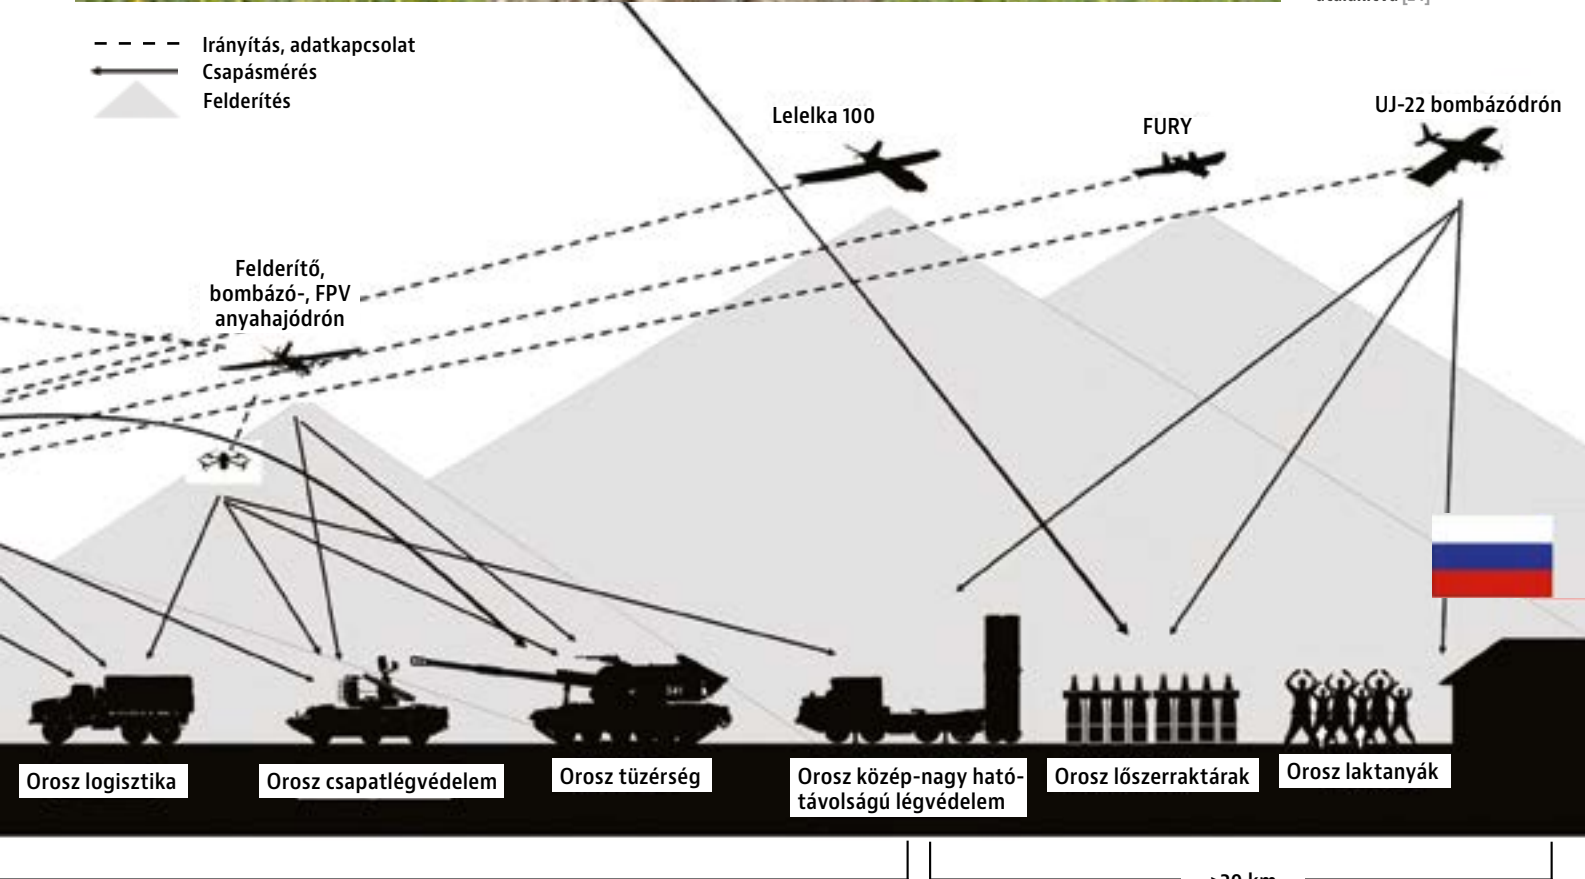 Irányítás, adatkapcsolat
Csapásmérés
Felderítés
Lelelka 100
FURY
UJ-22 bombázódrón
Felderítő,
bombázó-, FPV
anyahajódrón
Orosz logisztika
Orosz csapatlégvédelem
Orosz tüzérség
Orosz közép-nagy ható-
távolságú légvédelem
Orosz lőszerraktárak
Orosz laktanyák